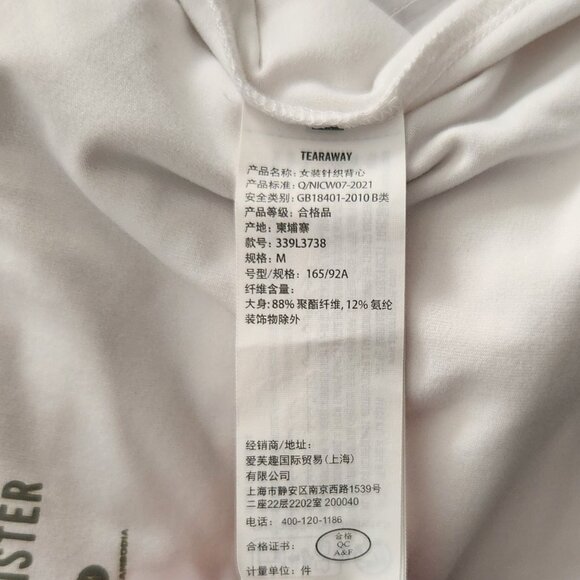 TEARAWAY
产品名称: 女装针织背心
产品标准: Q/NICW07-2021
安全类别: GB18401-2010 B类
产品等级: 合格品
产地: 柬埔寨
款号: 339L3738
规格: M
号型/规格: 165/92A
纤维含量:
大身: 88% 聚酯纤维, 12% 氨纶
装饰物除外
经销商/地址:
爱芙趣国际贸易(上海)
有限公司
上海市静安区南京西路1539号
二座22层2202室 200040
电话: 400-120-1186
合格证书:
合格
QC
A&F
计量单位: 件
ISTER